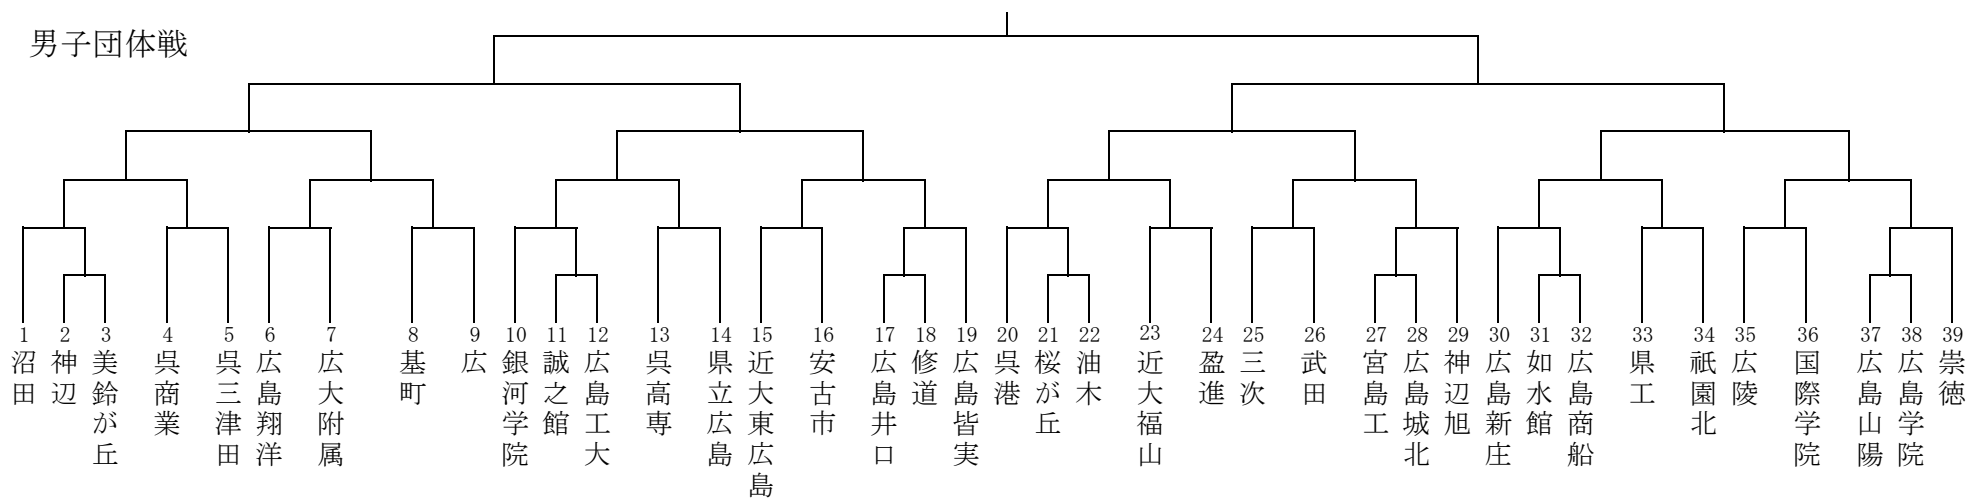 男子団体戦
1 沼田
2 神辺
3 美鈴が丘
4 呉商業
5 呉三津田
6 広島翔洋
7 広大附属
8 基町
9 広
10 銀河学院
11 誠之館
12 広島工大
13 呉高専
14 県立広島
15 近大東広島
16 安古市
17 広島井口
18 修道
19 広島皆実
20 呉港
21 桜が丘
22 油木
23 近大福山
24 盈進
25 三次
26 武田
27 宮島工
28 広島城北
29 神辺旭
30 広島新庄
31 如水館
32 広島商船
33 県工
34 祇園北
35 広陵
36 国際学院
37 広島山陽
38 広島学院
39 崇徳